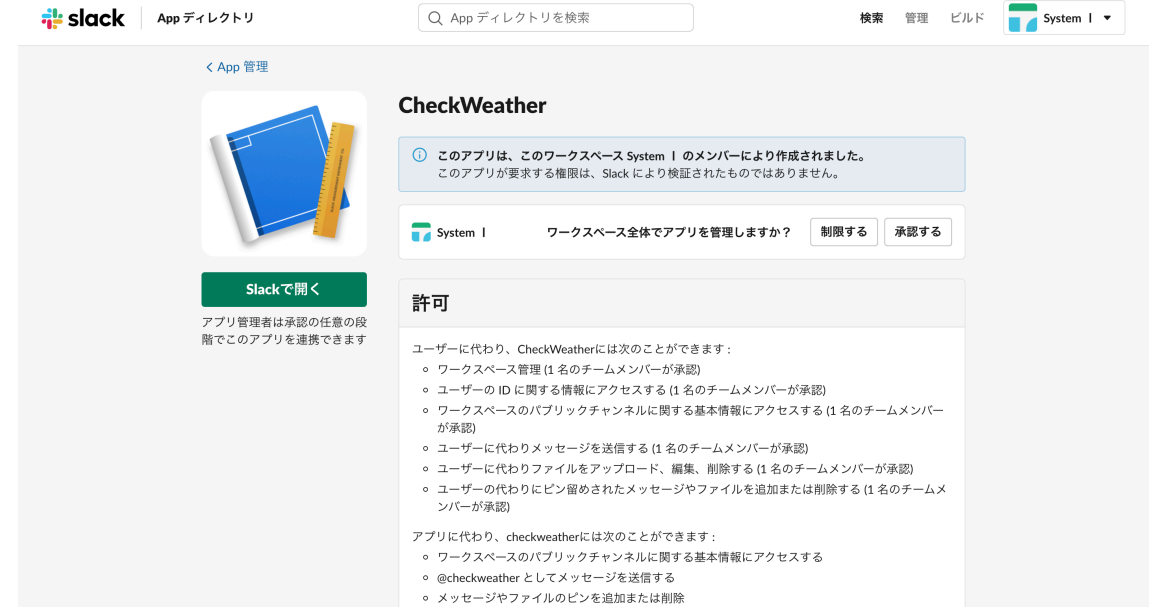 slack
App ディレクトリ
App ディレクトリを検索
検索
管理
ビルド
System I
App 管理
CheckWeather
このアプリは、このワークスペース System I のメンバーにより作成されました。
このアプリが要求する権限は、Slack により検証されたものではありません。
System I
ワークスペース全体でアプリを管理しますか？
制限する
承認する
Slackで開く
アプリ管理者は承認の任意の段
階でこのアプリを連携できます
許可
ユーザーに代わり、CheckWeatherには次のことができます :
ワークスペース管理 (1 名のチームメンバーが承認)
ユーザーの ID に関する情報にアクセスする (1 名のチームメンバーが承認)
ワークスペースのパブリックチャンネルに関する基本情報にアクセスする (1 名のチームメンバー
が承認)
ユーザーに代わりメッセージを送信する (1 名のチームメンバーが承認)
ユーザーに代わりファイルをアップロード、編集、削除する (1 名のチームメンバーが承認)
ユーザーの代わりにピン留めされたメッセージやファイルを追加または削除する (1 名のチームメ
ンバーが承認)
アプリに代わり、checkweatherには次のことができます :
ワークスペースのパブリックチャンネルに関する基本情報にアクセスする
@checkweather としてメッセージを送信する
メッセージやファイルのピンを追加または削除